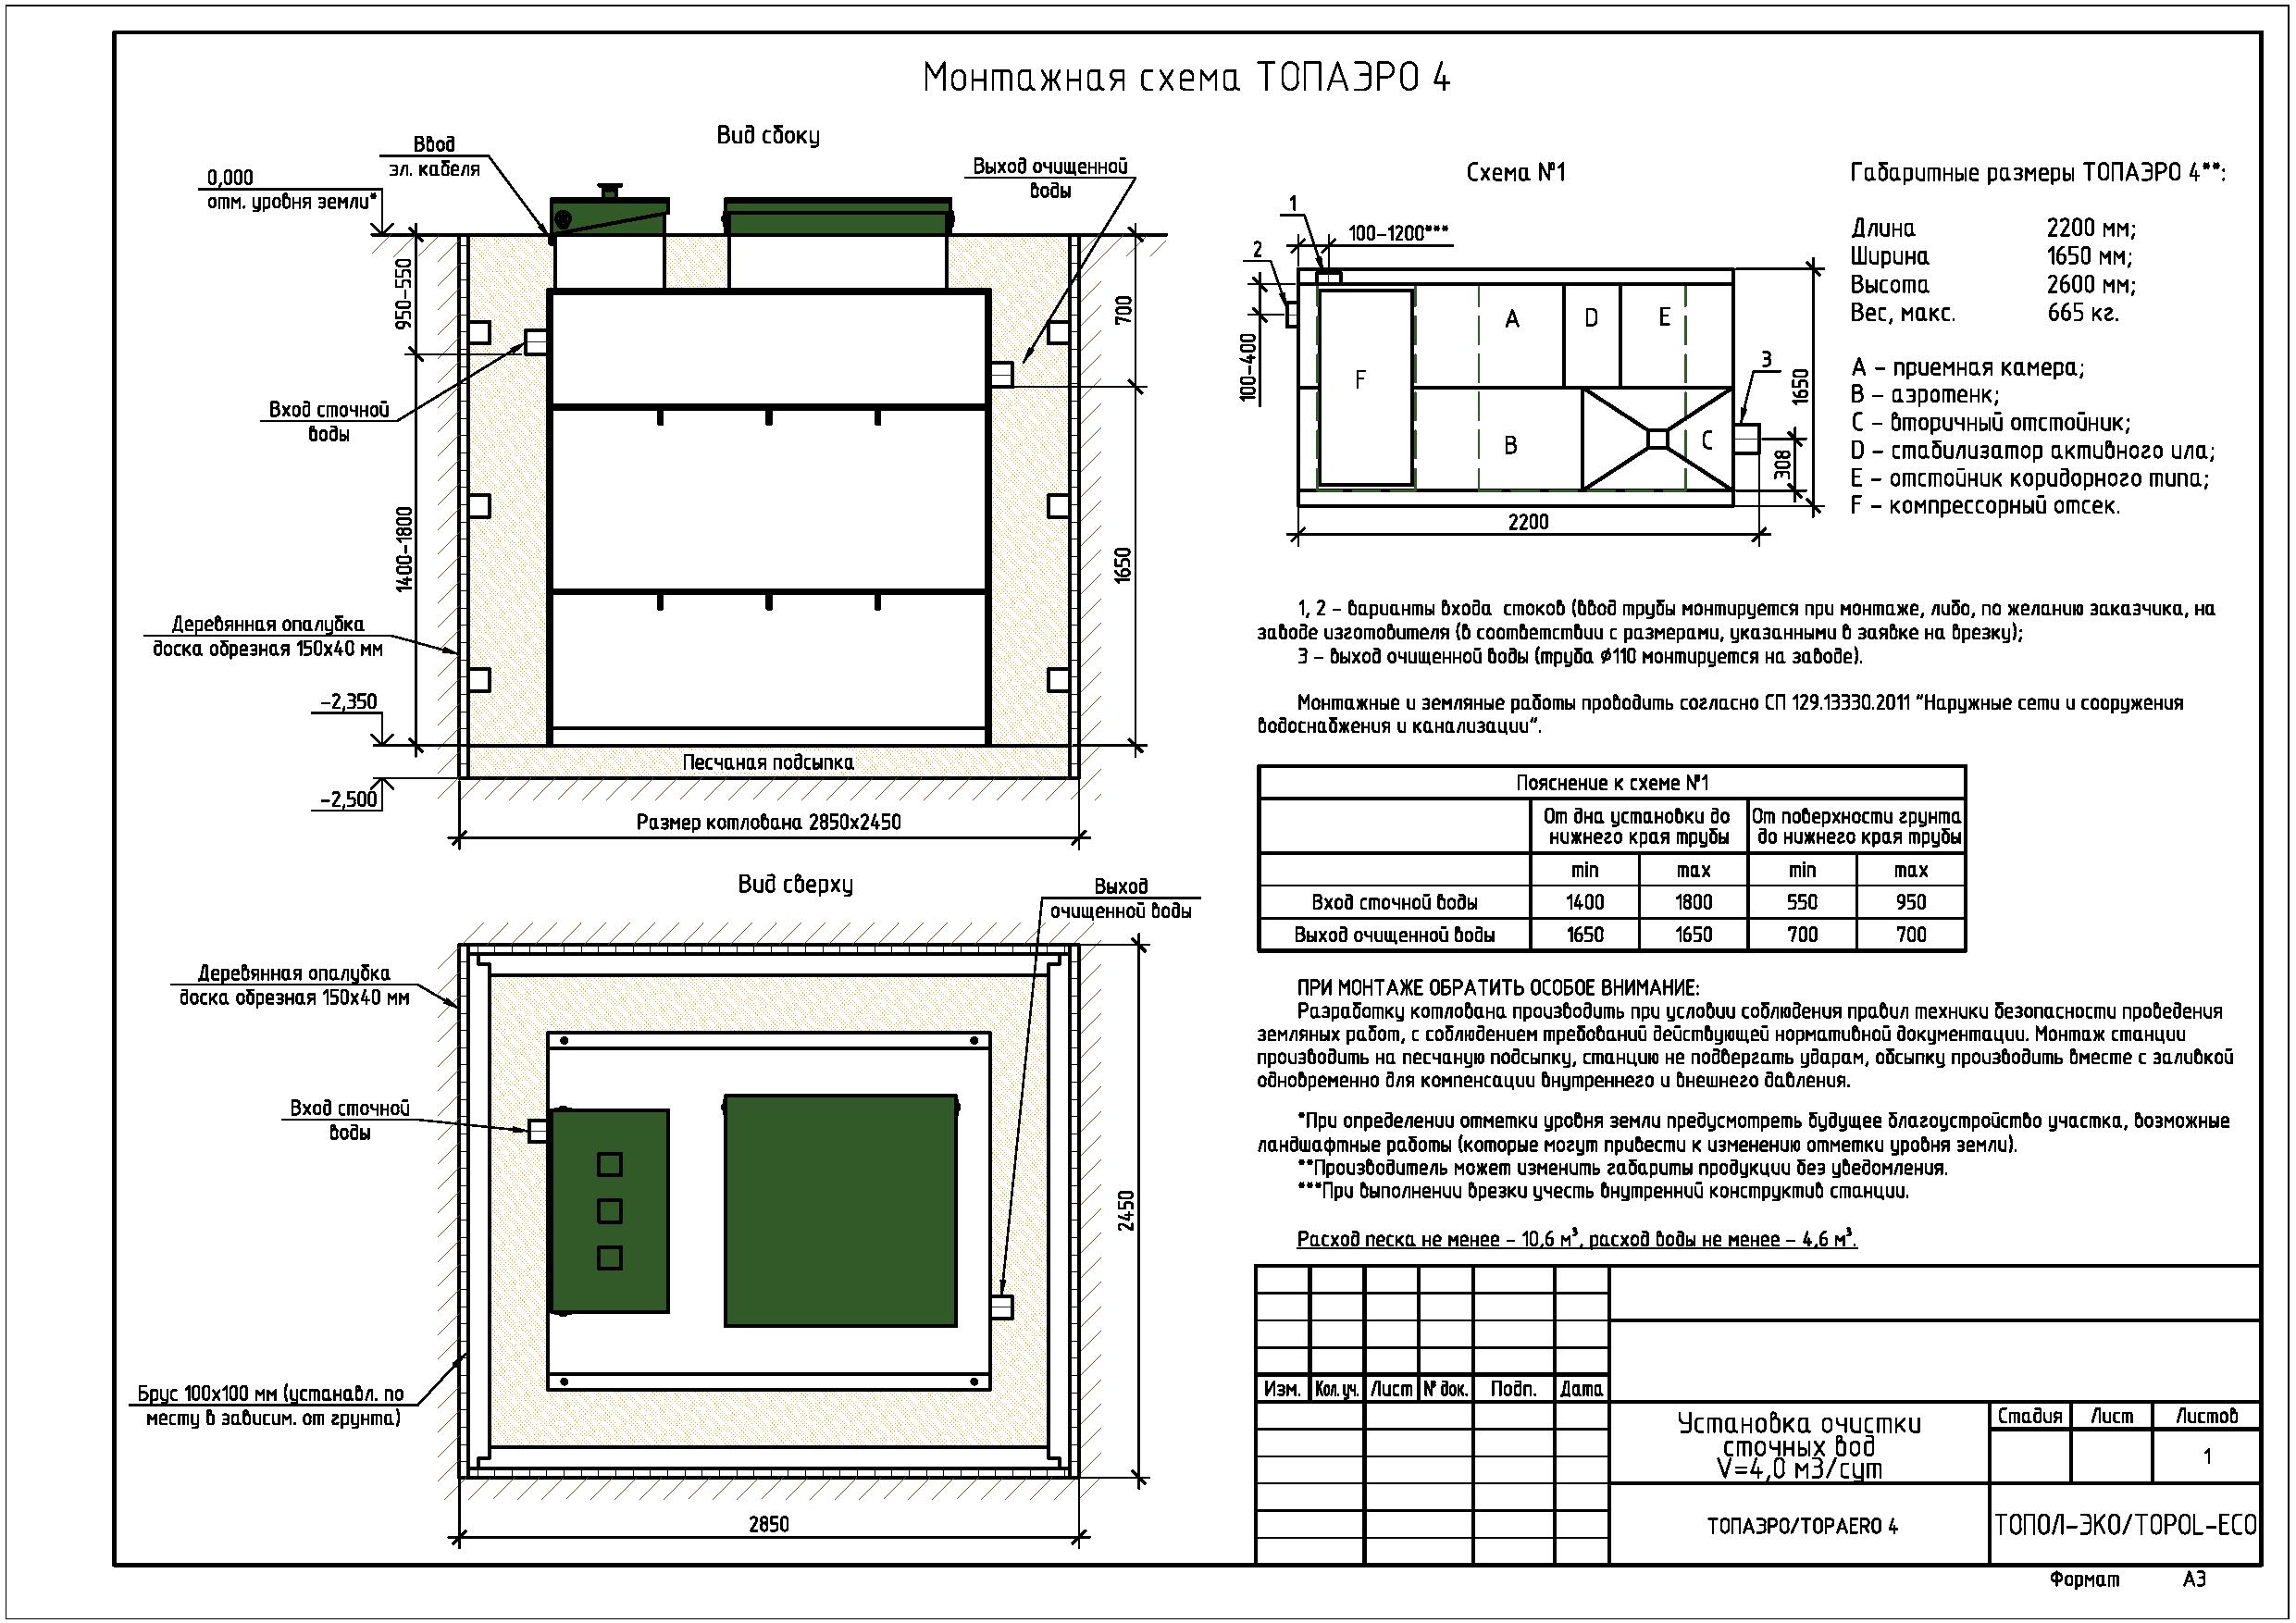 Монтажная схема ТОПАЭРО 4
Вид сбоку
Ввод
эл. кабеля
0,000
отм. уровня земли*
Выход очищенной
воды
950-550
700
Вход сточной
воды
1400-1800
1650
Деревянная опалубка
доска обрезная 150х40 мм
-2,350
Песчаная подсыпка
-2,500
Размер котлована 2850х2450
Схема №1
1
100-1200***
2
100-400
A
D
E
F
B
C
3
1650
308
2200
Габаритные размеры ТОПАЭРО 4**:
Длина 2200 мм;
Ширина 1650 мм;
Высота 2600 мм;
Вес, макс. 665 кг.
A - приемная камера;
B - аэротенк;
C - вторичный отстойник;
D - стабилизатор активного ила;
E - отстойник коридорного типа;
F - компрессорный отсек.
1, 2 - варианты входа стоков (ввод трубы монтируется при монтаже, либо, по желанию заказчика, на
заводе изготовителя (в соответствии с размерами, указанными в заявке на врезку);
3 - выход очищенной воды (труба ø110 монтируется на заводе).
Монтажные и земляные работы проводить согласно СП 129.13330.2011 "Наружные сети и сооружения
водоснабжения и канализации".
Пояснение к схеме №1
От дна установки до нижнего края трубы
От поверхности грунта до нижнего края трубы
min max min max
Вход сточной воды 1400 1800 550 950
Выход очищенной воды 1650 1650 700 700
ПРИ МОНТАЖЕ ОБРАТИТЬ ОСОБОЕ ВНИМАНИЕ:
Разработку котлована производить при условии соблюдения правил техники безопасности проведения
земляных работ, с соблюдением требований действующей нормативной документации. Монтаж станции
производить на песчаную подсыпку, станцию не подвергать ударам, обсыпку производить вместе с заливкой
одновременно для компенсации внутреннего и внешнего давления.
*При определении отметки уровня земли предусмотреть будущее благоустройство участка, возможные
ландшафтные работы (которые могут привести к изменению отметки уровня земли).
**Производитель может изменить габариты продукции без уведомления.
***При выполнении врезки учесть внутренний конструктив станции.
Расход песка не менее - 10,6 м³, расход воды не менее - 4,6 м³.
Вид сверху
Выход
очищенной воды
Деревянная опалубка
доска обрезная 150х40 мм
Вход сточной
воды
2450
Брус 100х100 мм (устанавл. по
месту в зависим. от грунта)
2850
Изм. Кол.уч. Лист № док. Подп. Дата
Установка очистки
сточных вод
V=4,0 м3/сут
Стадия Лист Листов
1
ТОПАЭРО/TOPAERO 4
ТОПОЛ-ЭКО/TOPOL-ECO
Формат А3